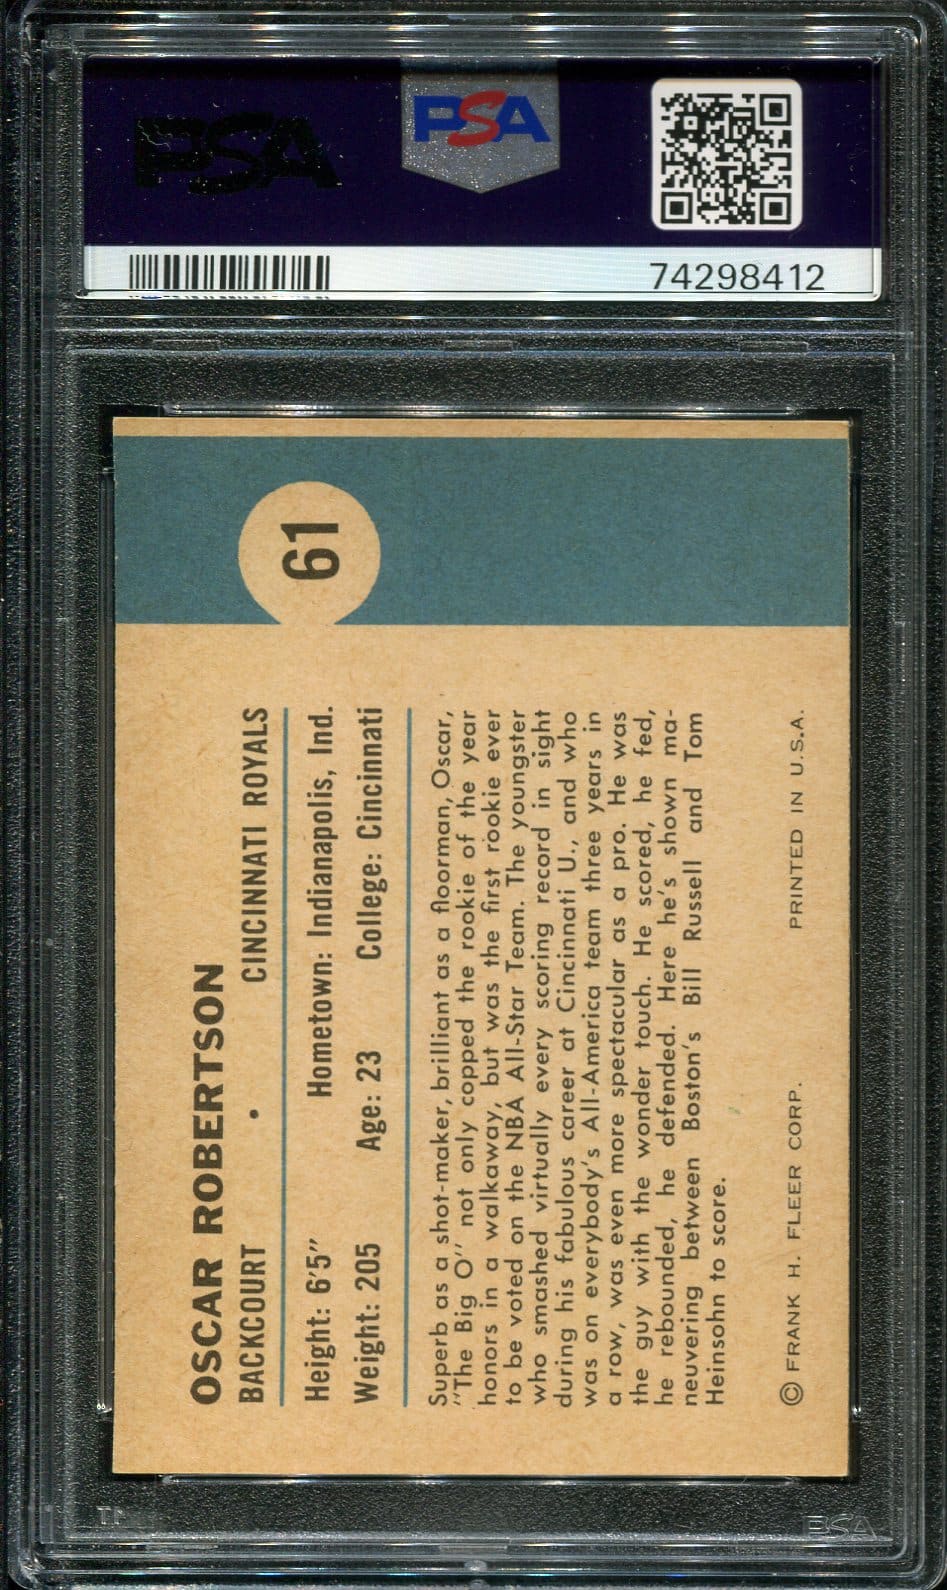 PSA
PSA
74298412
61
OSCAR ROBERTSON
BACKCOURT • CINCINNATI ROYALS
Height: 6'5" Hometown: Indianapolis, Ind.
Weight: 205 Age: 23 College: Cincinnati
Superb as a shot-maker, brilliant as a floorman, Oscar,
"The Big O" not only copped the rookie of the year
honors in a walkaway, but was the first rookie ever
to be voted on the NBA All-Star Team. The youngster
who smashed virtually every scoring record in sight
during his fabulous career at Cincinnati U., and who
was on everybody's All-America team three years in
a row, was even more spectacular as a pro. He was
the guy with the wonder touch. He scored, he fed,
he rebounded, he defended. Here he's shown ma-
neuvering between Boston's Bill Russell and Tom
Heinsohn to score.
© FRANK H. FLEER CORP. PRINTED IN U.S.A.
PSA